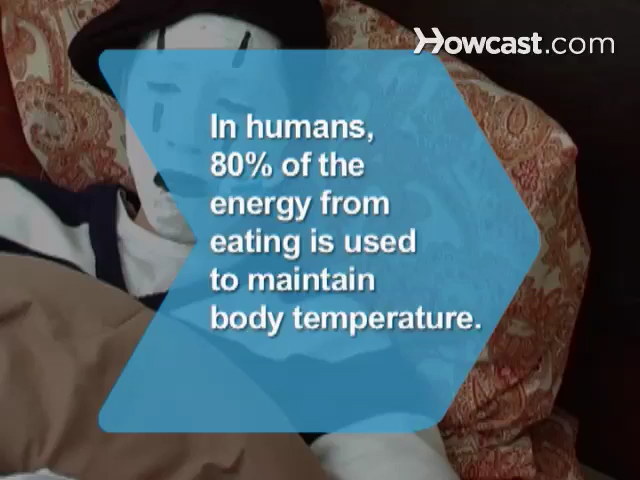 Howcast.com
In humans,
80% of the
energy from
eating is used
to maintain
body temperature.